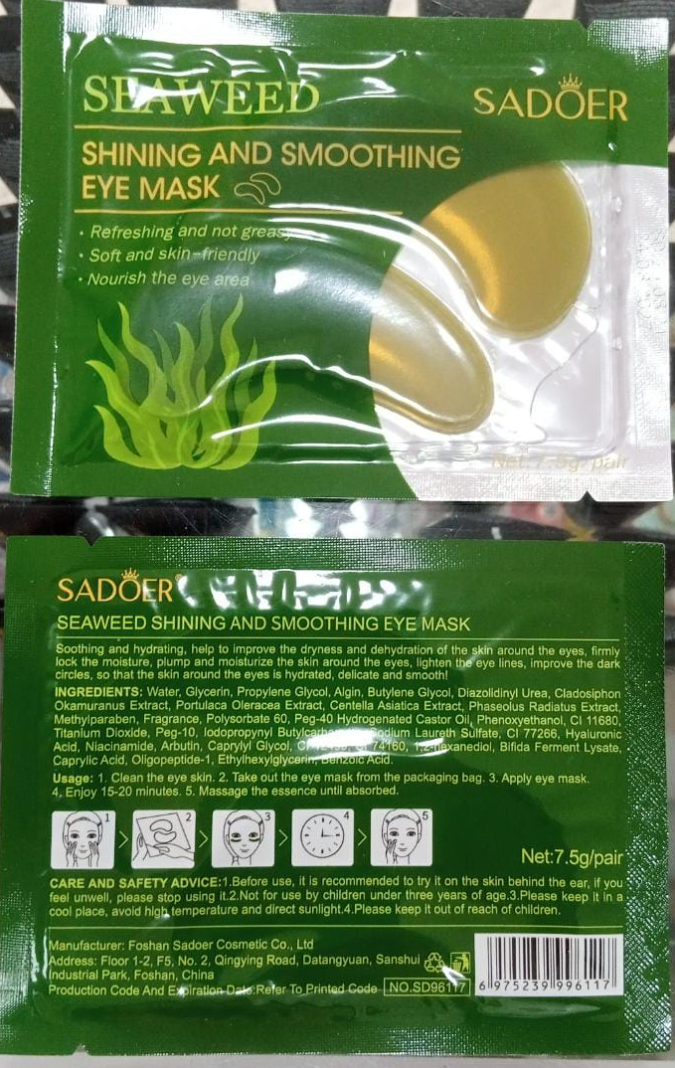 SEAWEED
SADOER
SHINING AND SMOOTHING
EYE MASK
• Refreshing and not greasy
• Soft and skin-friendly
• Nourish the eye area
Net:7.5g/pair
SADOER®
SEAWEED SHINING AND SMOOTHING EYE MASK
Soothing and hydrating, help to improve the dryness and dehydration of the skin around the eyes, firmly
lock the moisture, plump and moisturize the skin around the eyes, lighten the eye lines, improve the dark
circles, so that the skin around the eyes is hydrated, delicate and smooth!
INGREDIENTS: Water, Glycerin, Propylene Glycol, Algin, Butylene Glycol, Diazolidinyl Urea, Cladosiphon
Okamuranus Extract, Portulaca Oleracea Extract, Centella Asiatica Extract, Phaseolus Radiatus Extract,
Methylparaben, Fragrance, Polysorbate 60, Peg-40 Hydrogenated Castor Oil, Phenoxyethanol, CI 11680,
Titanium Dioxide, Peg-10, Iodopropynyl Sodium Laureth Sulfate, CI 77266, Hyaluronic
Acid, Niacinamide, Arbutin, Caprylyl Glycol, CI 74160, 1,2-hexanediol, Bifida Ferment Lysate,
Caprylic Acid, Oligopeptide-1, Ethylhexylglycerin, Benzoic Acid.
Usage: 1. Clean the eye skin. 2. Take out the eye mask from the packaging bag. 3. Apply eye mask.
4. Enjoy 15-20 minutes. 5. Massage the essence until absorbed.
1 2 3 4 5
Net:7.5g/pair
CARE AND SAFETY ADVICE:1.Before use, it is recommended to try it on the skin behind the ear, if you
feel unwell, please stop using it.2.Not for use by children under three years of age.3.Please keep it in a
cool place, avoid high temperature and direct sunlight.4.Please keep it out of reach of children.
Manufacturer: Foshan Sadoer Cosmetic Co., Ltd
Address: Floor 1-2, F5, No. 2, Qingying Road, Datangyuan, Sanshui
Industrial Park, Foshan, China
Production Code And Expiration Date:Refer To Printed Code NO.SD96117
6 975239 996117